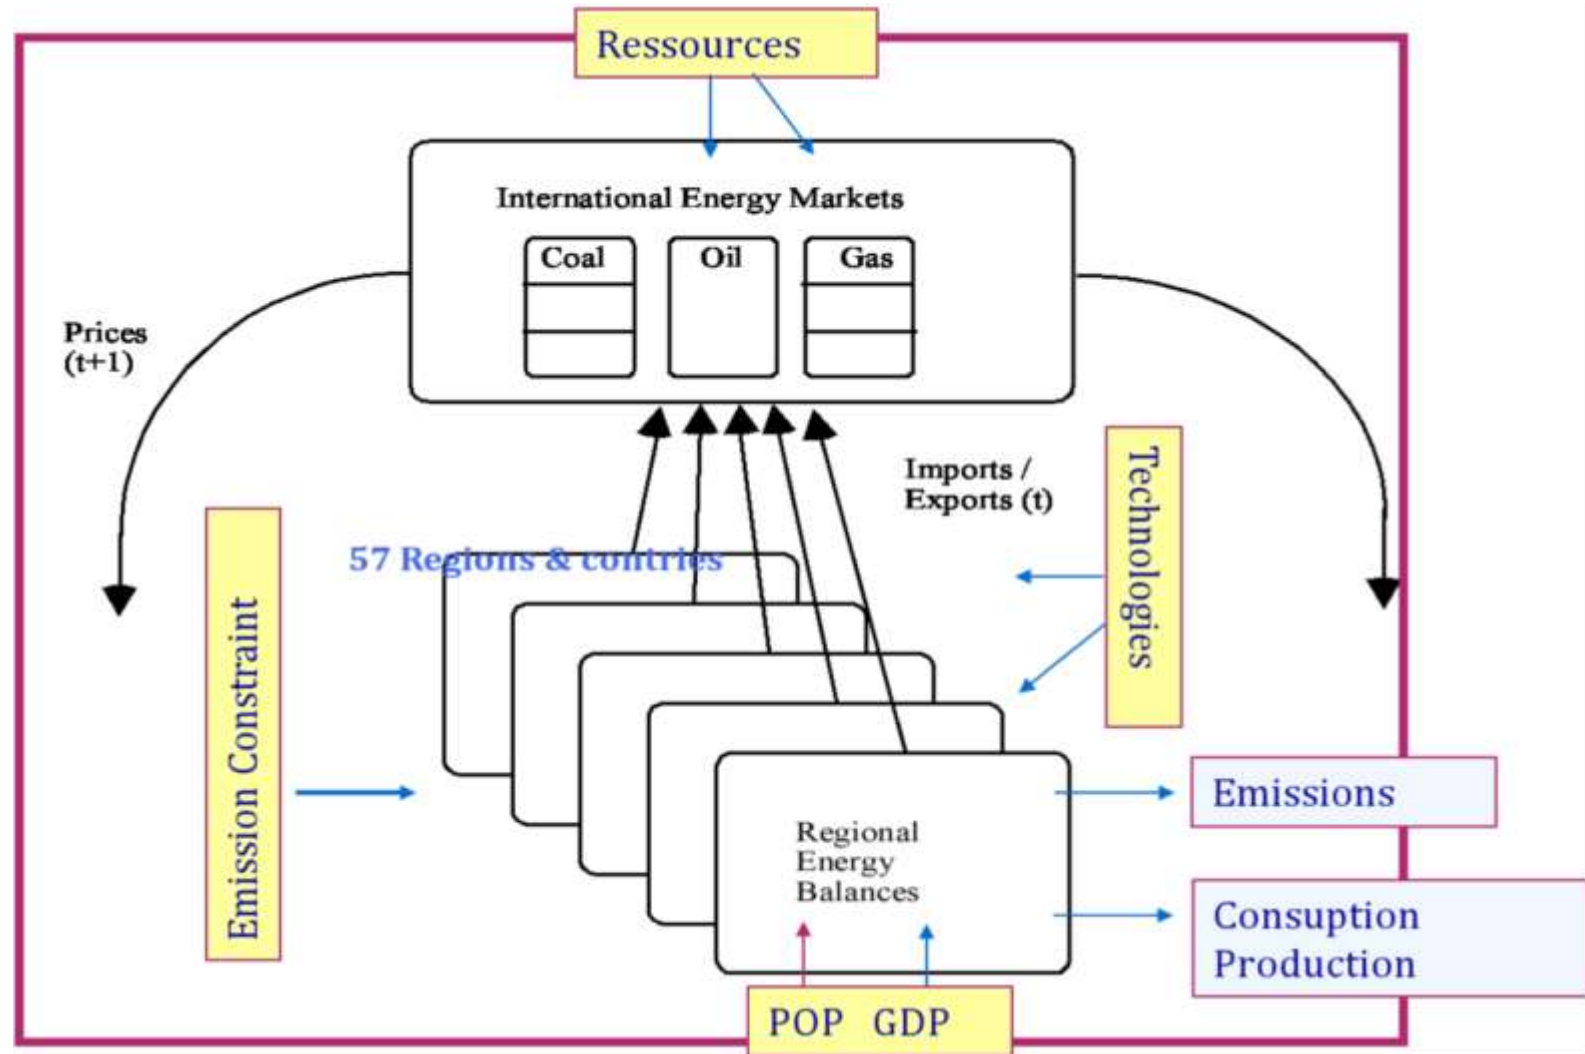 Ressources
International Energy Markets
Coal
Oil
Gas
Prices
(t+1)
Imports /
Exports (t)
Technologies
57 Regions & contries
Emission Constraint
Regional
Energy
Balances
Emissions
Consuption
Production
POP GDP